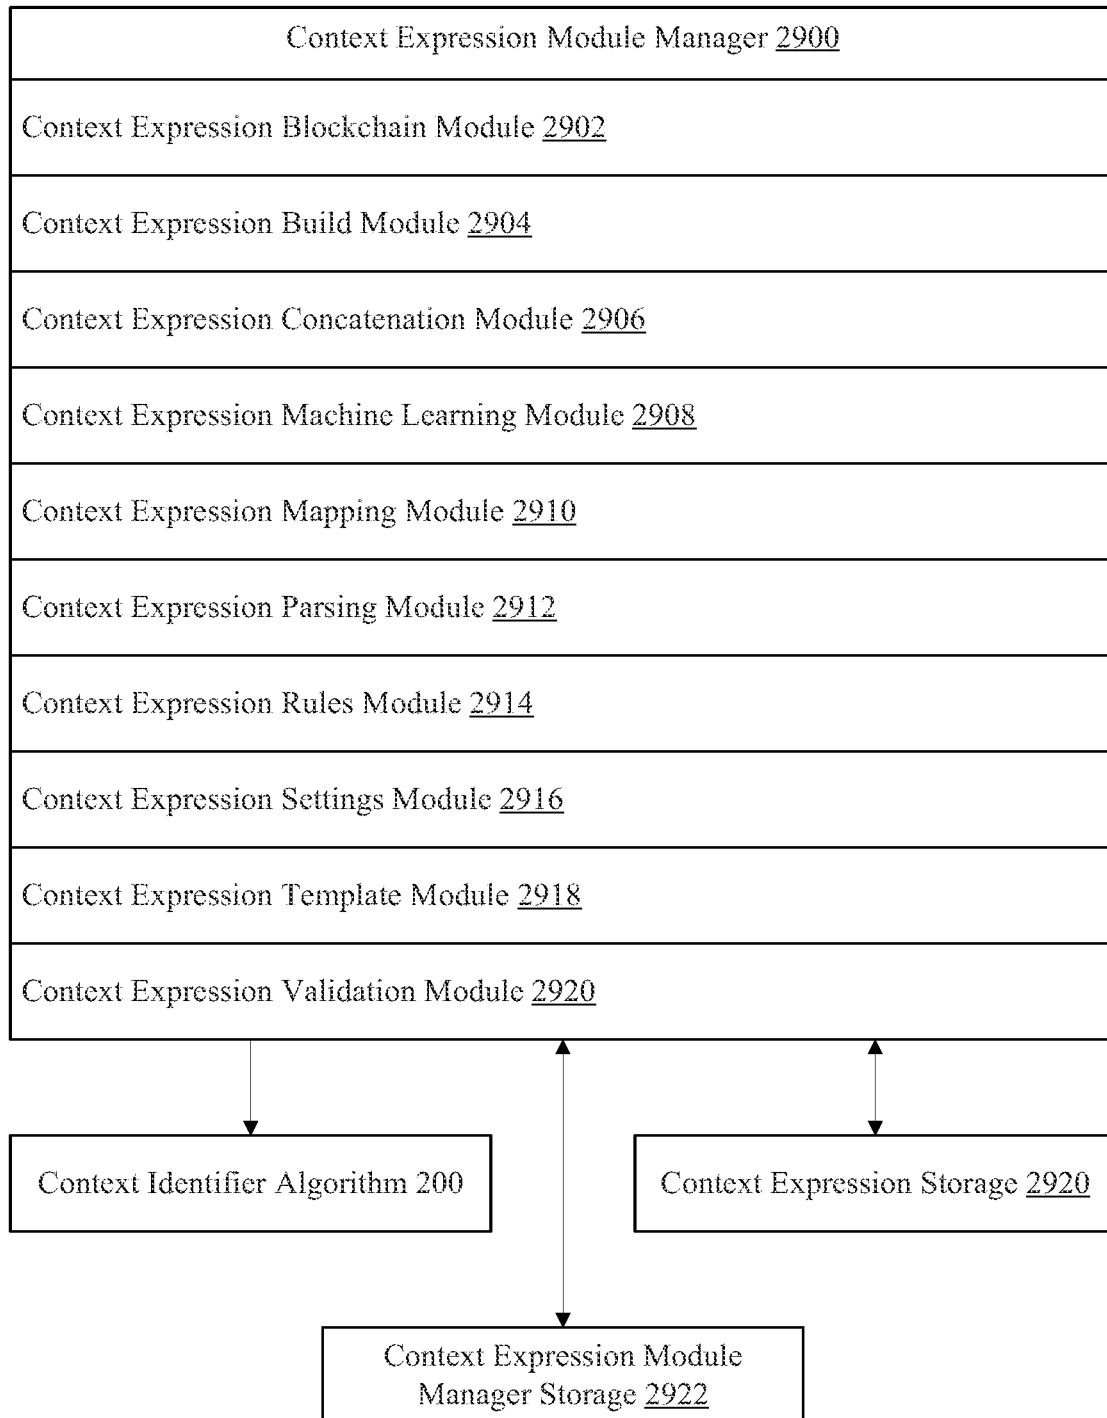 Context Expression Module Manager 2900
Context Expression Blockchain Module 2902
Context Expression Build Module 2904
Context Expression Concatenation Module 2906
Context Expression Machine Learning Module 2908
Context Expression Mapping Module 2910
Context Expression Parsing Module 2912
Context Expression Rules Module 2914
Context Expression Settings Module 2916
Context Expression Template Module 2918
Context Expression Validation Module 2920
Context Identifier Algorithm 200
Context Expression Storage 2920
Context Expression Module
Manager Storage 2922